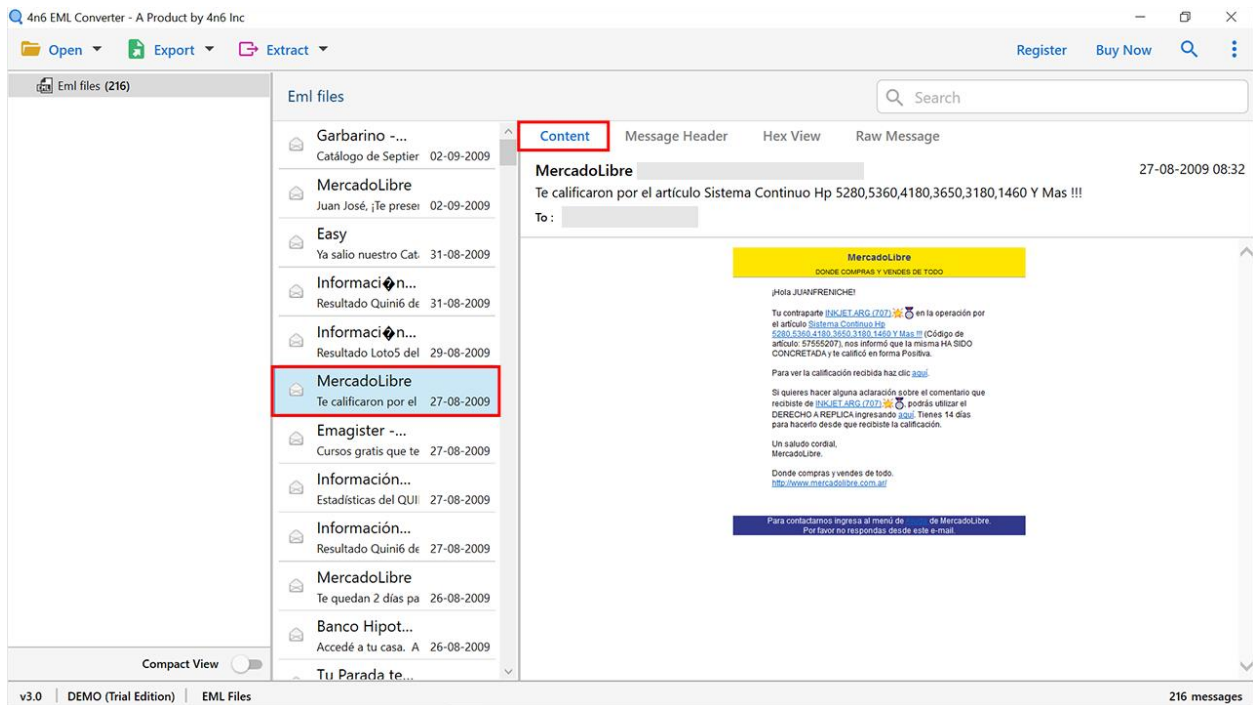 4n6 EML Converter - A Product by 4n6 Inc
Open Export Extract Register Buy Now
Eml files (216)
Eml files
Search
Garbarino -...
Catálogo de Septier 02-09-2009
MercadoLibre
Juan José, ¡Te preser 02-09-2009
Easy
Ya salio nuestro Cat 31-08-2009
Informaci�n...
Resultado Quini6 de 31-08-2009
Informaci�n...
Resultado Loto5 del 29-08-2009
MercadoLibre
Te calificaron por el 27-08-2009
Emagister -...
Cursos gratis que te 27-08-2009
Información...
Estadísticas del QUI 27-08-2009
Información...
Resultado Quini6 de 27-08-2009
MercadoLibre
Te quedan 2 días pa 26-08-2009
Banco Hipot...
Accedé a tu casa. A 26-08-2009
Tu Parada te...
Content Message Header Hex View Raw Message
MercadoLibre 27-08-2009 08:32
Te calificaron por el artículo Sistema Continuo Hp 5280,5360,4180,3650,3180,1460 Y Mas !!!
To :
MercadoLibre
DONDE COMPRAS Y VENDES DE TODO
¡Hola JUANFRENICHE!
Tu contraparte INKJET.ARG (707) en la operación por
el artículo Sistema Continuo Hp
5280,5360,4180,3650,3180,1460 Y Mas !!! (Código de
artículo: 57555207), nos informó que la misma HA SIDO
CONCRETADA y te calificó en forma Positiva.
Para ver la calificación recibida haz clic aquí.
Si quieres hacer alguna aclaración sobre el comentario que
recibiste de INKJET.ARG (707) , podrás utilizar el
DERECHO A REPLICA ingresando aquí. Tienes 14 días
para hacerlo desde que recibiste la calificación.
Un saludo cordial,
MercadoLibre.
Donde compras y vendes de todo.
http://www.mercadolibre.com.ar/
Para contactarnos ingresa al menú de de MercadoLibre.
Por favor no respondas desde este e-mail.
Compact View
v3.0 DEMO (Trial Edition) EML Files 216 messages